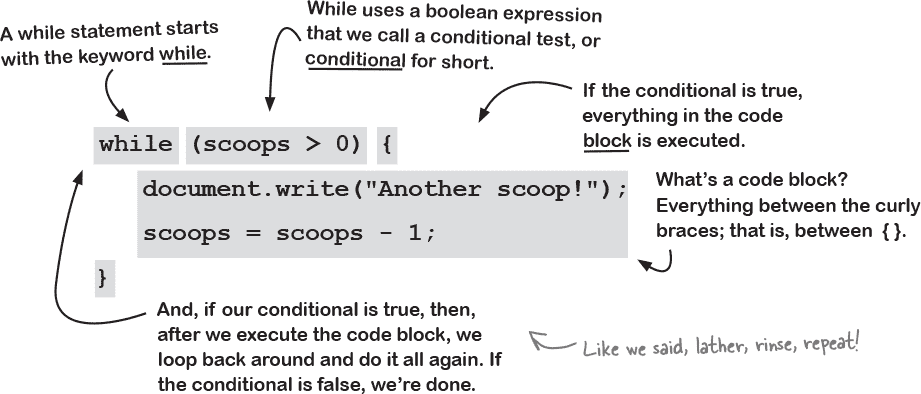 A while statement starts
with the keyword while.
While uses a boolean expression
that we call a conditional test, or
conditional for short.
If the conditional is true,
everything in the code
block is executed.
while (scoops > 0) {
document.write("Another scoop!");
scoops = scoops - 1;
}
What's a code block?
Everything between the curly
braces; that is, between { }.
And, if our conditional is true, then,
after we execute the code block, we
loop back around and do it all again. If
the conditional is false, we're done.
Like we said, lather, rinse, repeat!